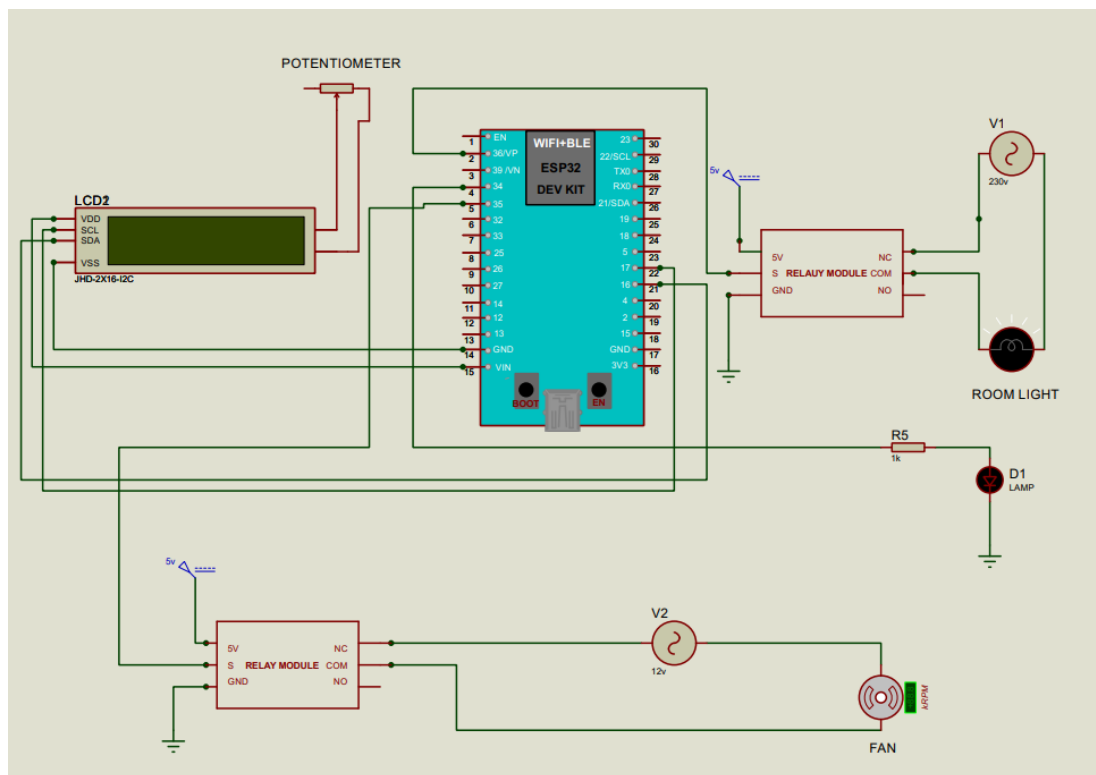 POTENTIOMETER
LCD2
VDD
SCL
SDA
VSS
JHD-2X16-I2C
WIFI+BLE
ESP32
DEV KIT
1 EN
2 36/VP
3 39 /VN
4 34
5 35
6 32
7 33
8 25
9 26
10 27
11 14
12 12
13 13
14 GND
15 VIN
23 30
22/SCL 29
TX0 28
RX0 27
21/SDA 26
19 25
18 24
5 23
17 22
16 21
4 20
2 19
15 18
GND 17
3V3 16
BOOT
EN
V1
230v
5v
5V NC
S RELAUY MODULE COM
GND NO
ROOM LIGHT
R5
1k
D1
LAMP
5v
5V NC
S RELAY MODULE COM
GND NO
V2
12v
kRPM
FAN